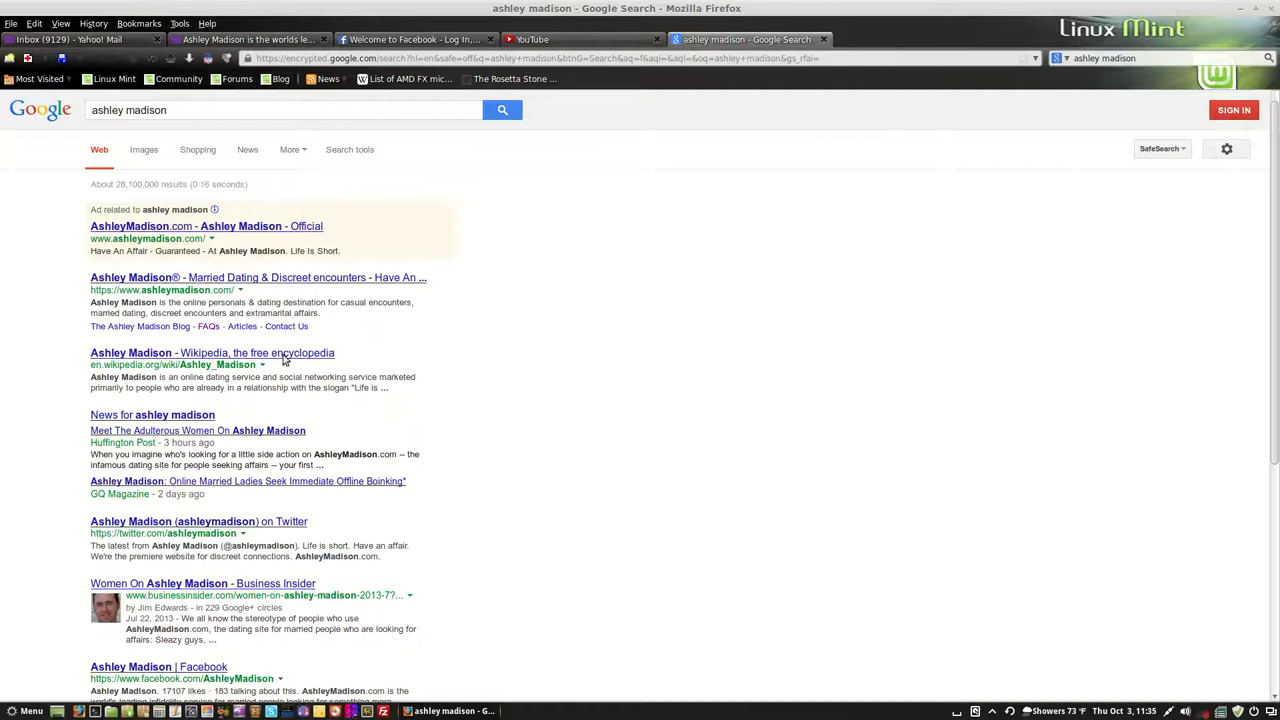 ashley madison - Google Search - Mozilla Firefox
File Edit View History Bookmarks Tools Help
Linux Mint
Inbox (9129) - Yahoo! Mail
Ashley Madison is the worlds le...
Welcome to Facebook - Log In,...
YouTube
ashley madison - Google Search
https://encrypted.google.com/search?hl=en&safe=off&q=ashley+madison&btnG=Search&aq=f&aqi=&aql=&oq=ashley+madison&gs_rfai=
ashley madison
Most Visited Linux Mint Community Forums Blog News List of AMD FX mic... The Rosetta Stone ...
Google
ashley madison
SIGN IN
Web Images Shopping News More Search tools
SafeSearch
About 28,100,000 results (0.16 seconds)
Ad related to ashley madison
AshleyMadison.com - Ashley Madison - Official
www.ashleymadison.com/
Have An Affair - Guaranteed - At Ashley Madison. Life Is Short.
Ashley Madison® - Married Dating & Discreet encounters - Have An ...
https://www.ashleymadison.com/
Ashley Madison is the online personals & dating destination for casual encounters,
married dating, discreet encounters and extramarital affairs.
The Ashley Madison Blog - FAQs - Articles - Contact Us
Ashley Madison - Wikipedia, the free encyclopedia
en.wikipedia.org/wiki/Ashley_Madison
Ashley Madison is an online dating service and social networking service marketed
primarily to people who are already in a relationship with the slogan "Life is ...
News for ashley madison
Meet The Adulterous Women On Ashley Madison
Huffington Post - 3 hours ago
When you imagine who's looking for a little side action on AshleyMadison.com -- the
infamous dating site for people seeking affairs -- your first ...
Ashley Madison: Online Married Ladies Seek Immediate Offline Boinking*
GQ Magazine - 2 days ago
Ashley Madison (ashleymadison) on Twitter
https://twitter.com/ashleymadison
The latest from Ashley Madison (@ashleymadison). Life is short. Have an affair.
We're the premiere website for discreet connections. AshleyMadison.com.
Women On Ashley Madison - Business Insider
www.businessinsider.com/women-on-ashley-madison-2013-7?...
by Jim Edwards - in 229 Google+ circles
Jul 22, 2013 - We all know the stereotype of people who use
AshleyMadison.com, the dating site for married people who are looking for
affairs: Sleazy guys, ...
Ashley Madison | Facebook
https://www.facebook.com/AshleyMadison
Ashley Madison. 17107 likes · 183 talking about this. AshleyMadison.com is the
Menu
ashley madison - G...
Showers 73 °F
Thu Oct 3, 11:35